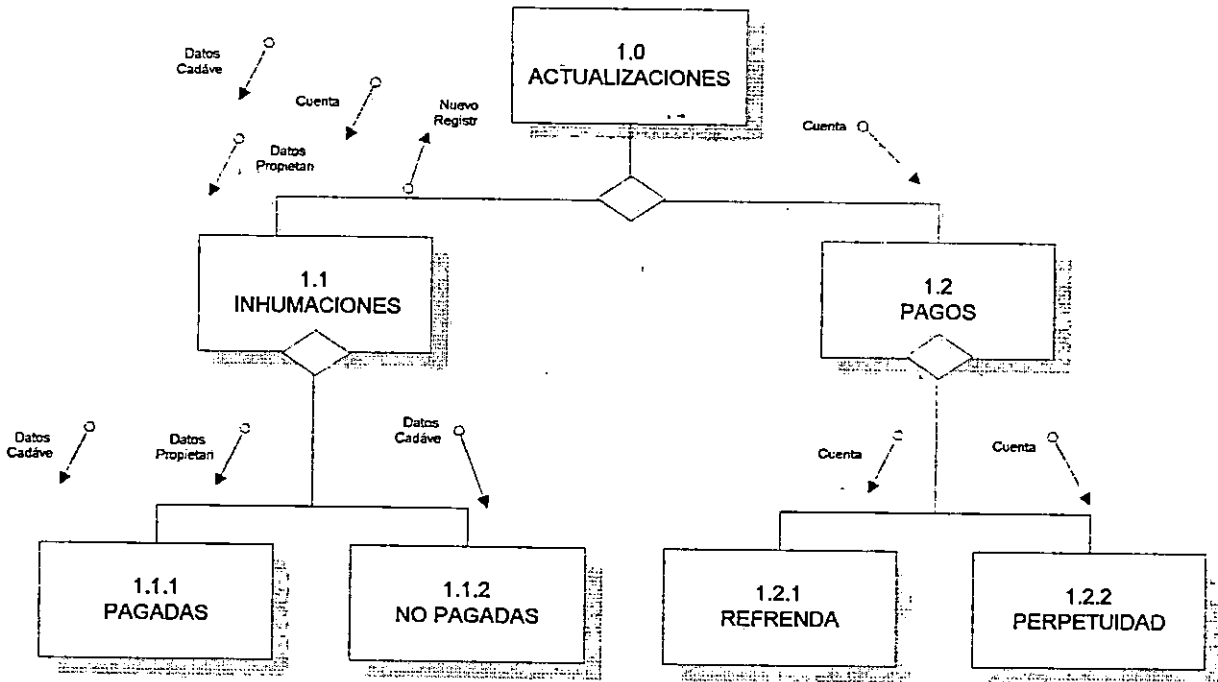 1.0
ACTUALIZACIONES
Datos
Cadáve
Cuenta
Nuevo
Registr
Cuenta
Datos
Propietari
1.1
INHUMACIONES
1.2
PAGOS
Datos
Cadáve
Datos
Propietari
Datos
Cadáve
Cuenta
Cuenta
1.1.1
PAGADAS
1.1.2
NO PAGADAS
1.2.1
REFRENDA
1.2.2
PERPETUIDAD